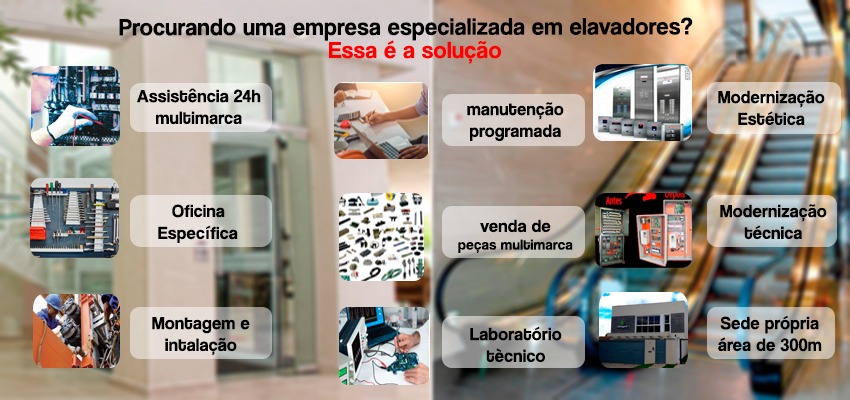 Procurando uma empresa especializada em elavadores?
Essa é a solução
Assistência 24h
multimarca
manutenção
programada
Modernização
Estética
Oficina
Específica
venda de
peças multimarca
Antes
Depois
Modernização
técnica
Montagem e
intalação
Laboratório
tècnico
Sede própria
área de 300m